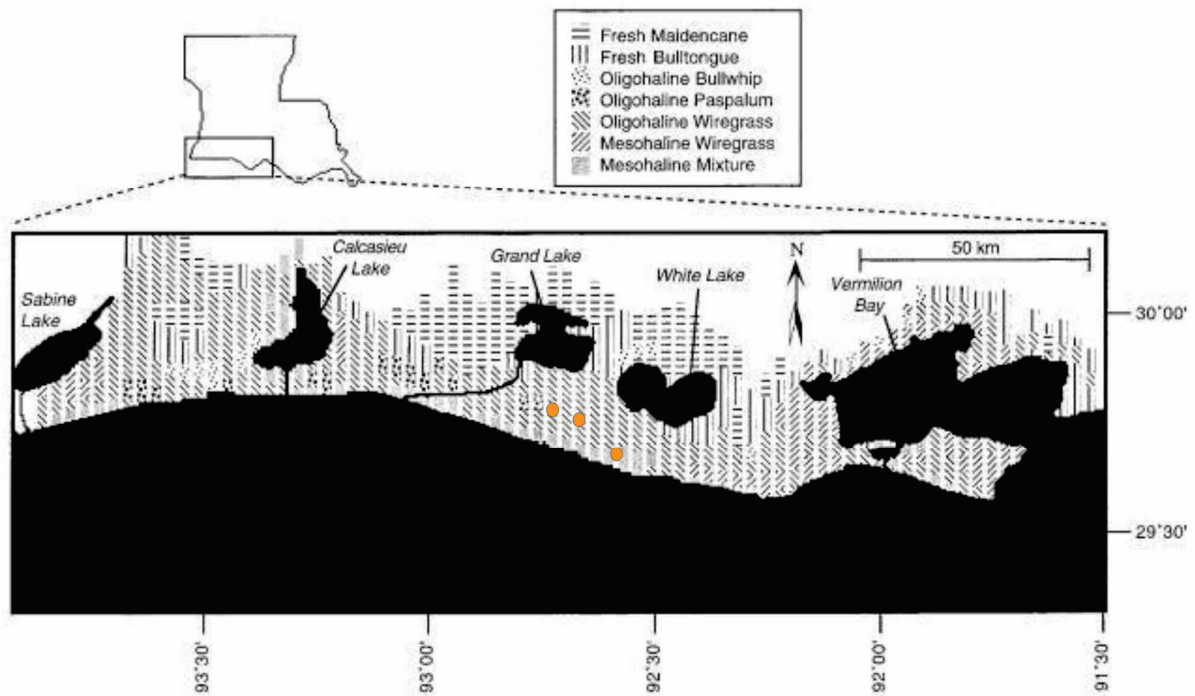 Fresh Maidencane
Fresh Bulltongue
Oligohaline Bullwhip
Oligohaline Paspalum
Oligohaline Wiregrass
Mesohaline Wiregrass
Mesohaline Mixture
Sabine
Lake
Calcasieu
Lake
Grand Lake
White Lake
N
Vermilion
Bay
50 km
30°00'
29°30'
93°30'
93°00'
92°30'
92°00'
91°30'